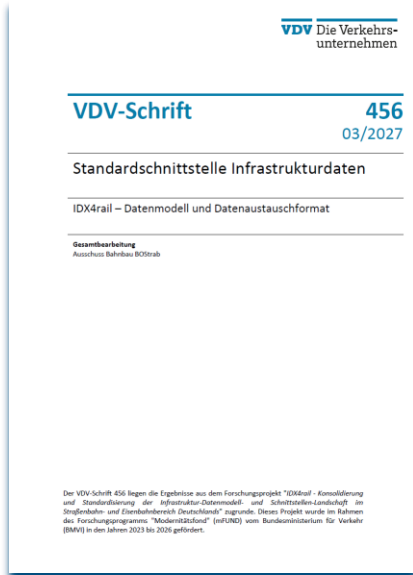 VDV Die Verkehrs-
unternehmen
VDV-Schrift 456
03/2027
Standardschnittstelle Infrastrukturdaten
IDX4rail – Datenmodell und Datenaustauschformat
Gesamtbearbeitung
Ausschuss Bahnbau BOStrab
Der VDV-Schrift 456 liegen die Ergebnisse aus dem Forschungsprojekt "IDX4rail - Konsolidierung
und Standardisierung der Infrastruktur-Datenmodell- und Schnittstellen-Landschaft im
Straßenbahn- und Eisenbahnbereich Deutschlands" zugrunde. Dieses Projekt wurde im Rahmen
des Forschungsprogramms "Modernitätsfond" (mFUND) vom Bundesministerium für Verkehr
(BMVI) in den Jahren 2023 bis 2026 gefördert.